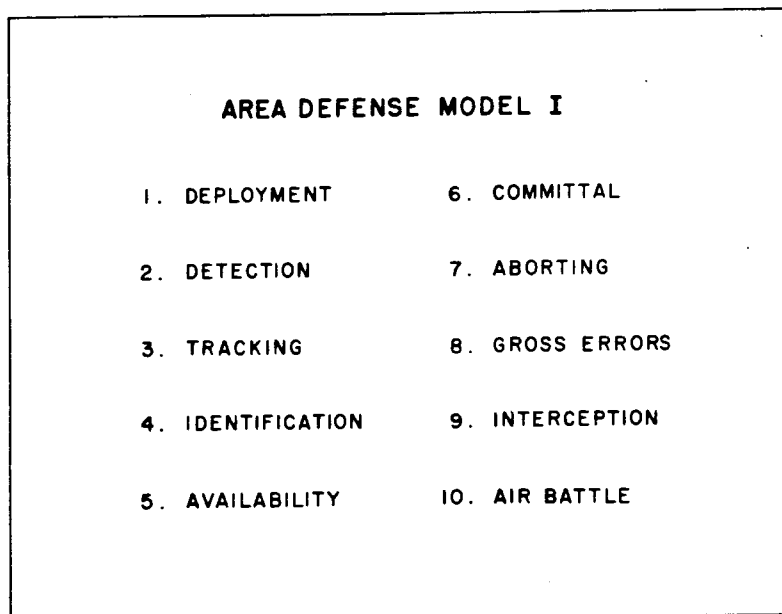 AREA DEFENSE MODEL I
1. DEPLOYMENT
2. DETECTION
3. TRACKING
4. IDENTIFICATION
5. AVAILABILITY
6. COMMITTAL
7. ABORTING
8. GROSS ERRORS
9. INTERCEPTION
10. AIR BATTLE